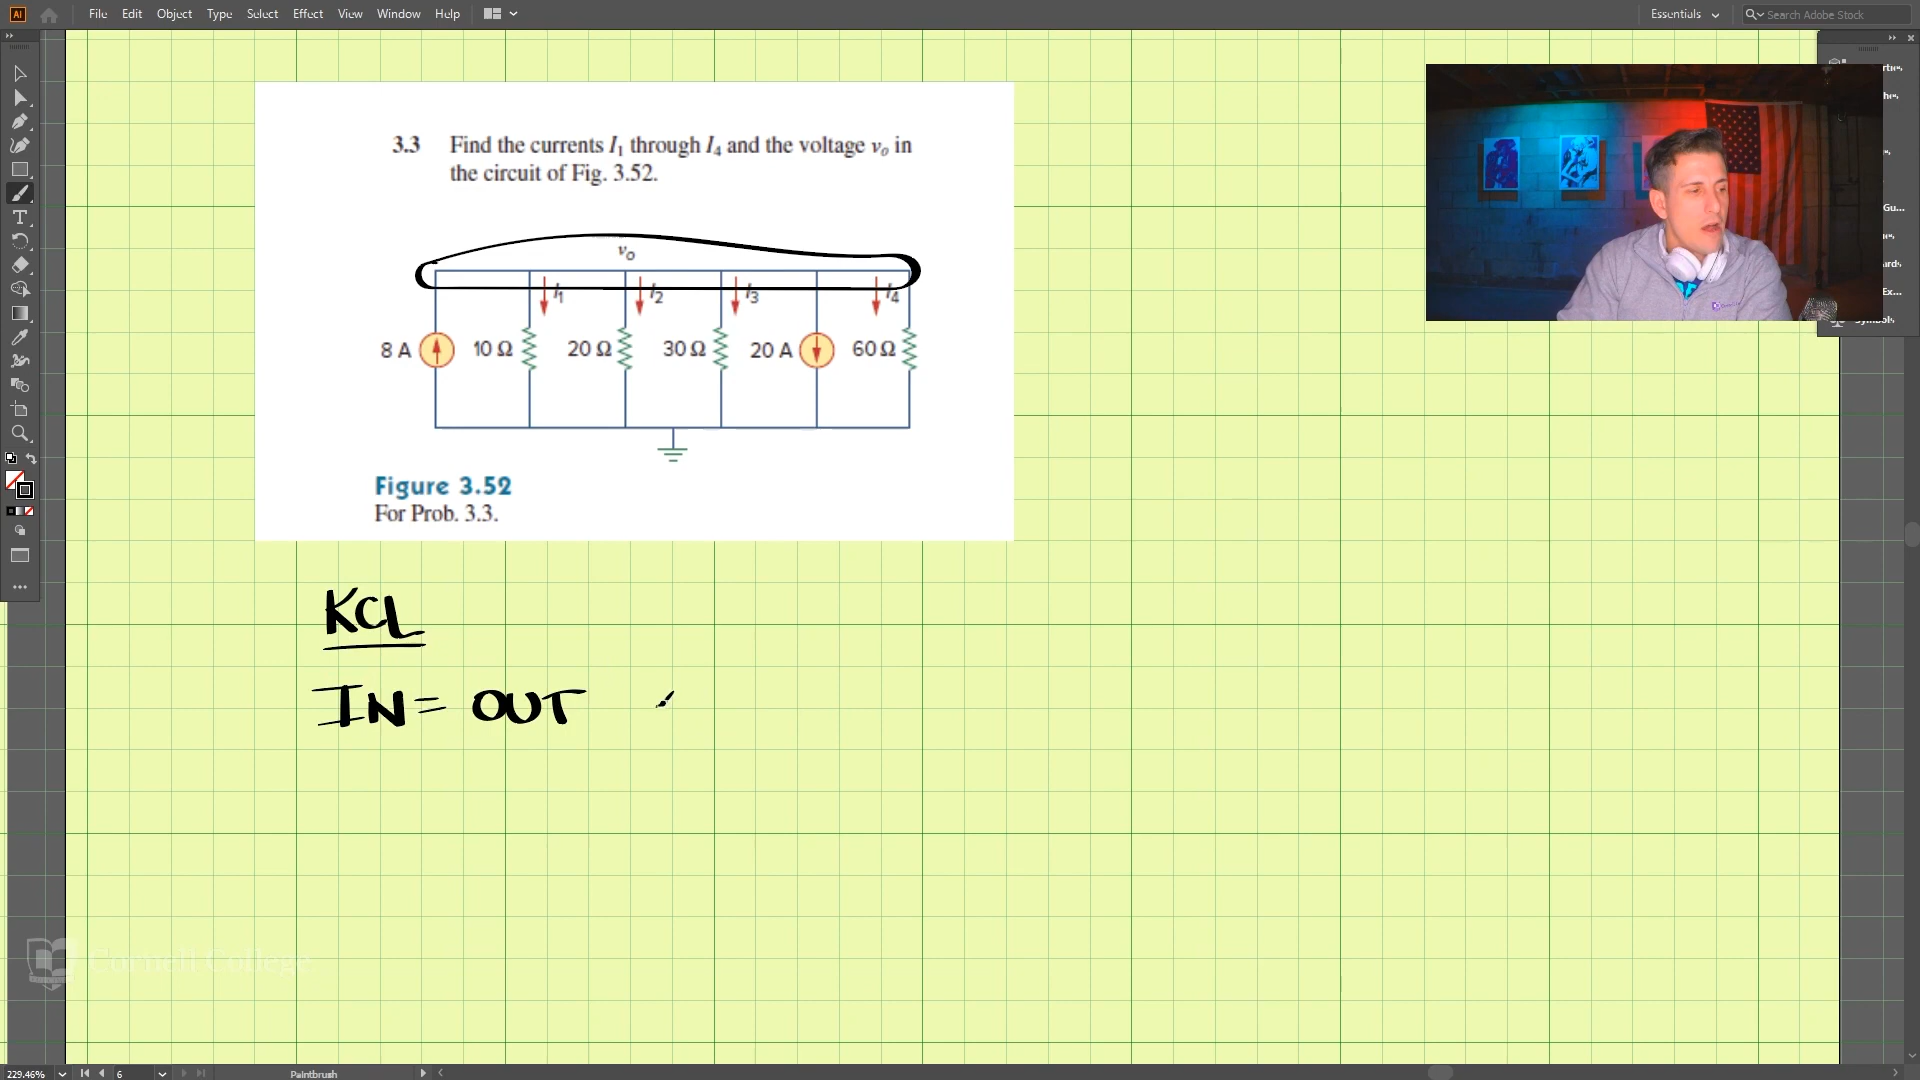 File Edit Object Type Select Effect View Window Help
Essentials
Search Adobe Stock
3.3 Find the currents I1 through I4 and the voltage vo in
the circuit of Fig. 3.52.
vo
I1 I2 I3 I4
8 A 10 Ω 20 Ω 30 Ω 20 A 60 Ω
Figure 3.52
For Prob. 3.3.
KCL
IN = OUT
Cornell College
229.46% 6 Paintbrush